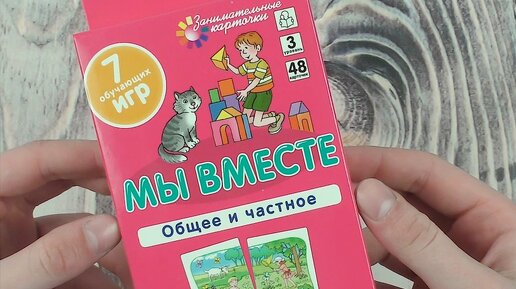 Занимательные
карточки
7
обучающих
игр
3
уровень
48
карточек
МЫ ВМЕСТЕ
Общее и частное